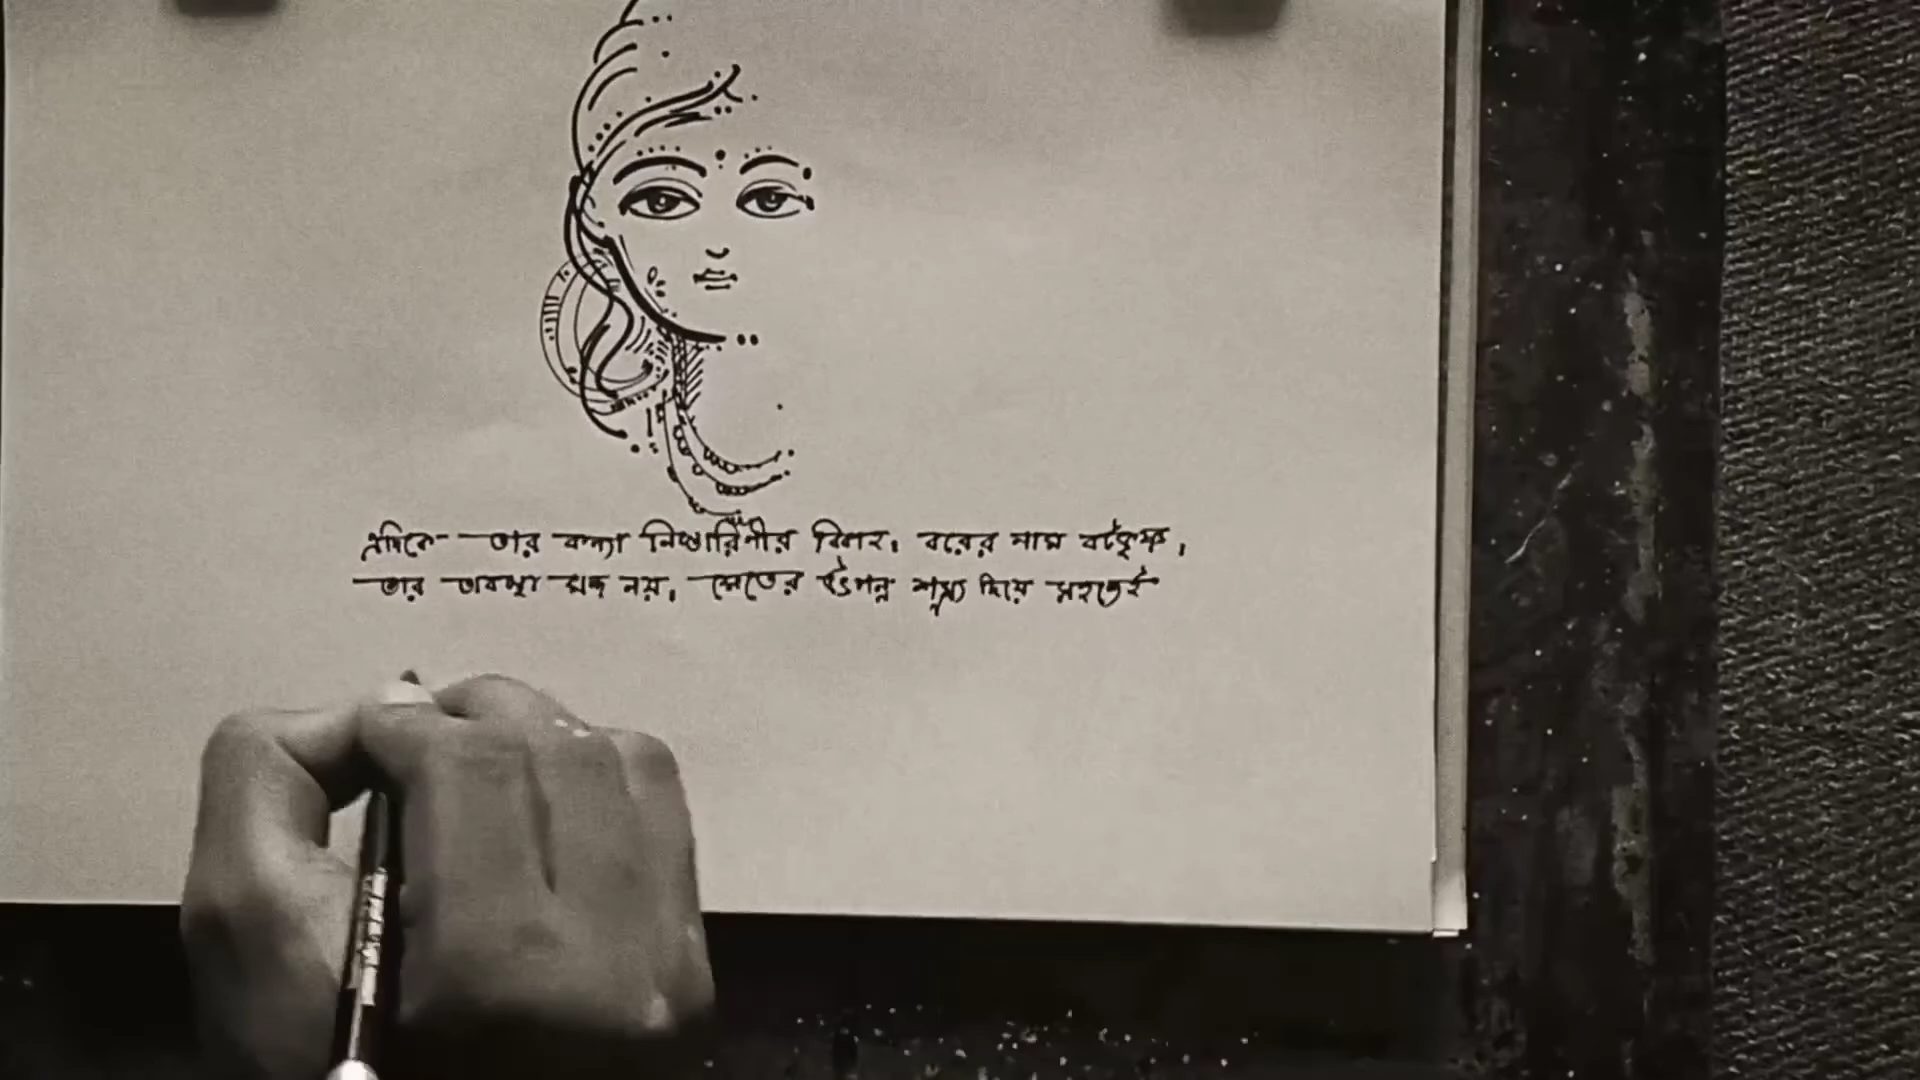 এদিকে তার কন্যা নিস্তারিণীর বিবাহ। বরের নাম বটকৃষ্ণ,
তার অবস্থা মন্দ নয়। ক্ষেতের উৎপন্ন শস্য দিয়ে সহজেই